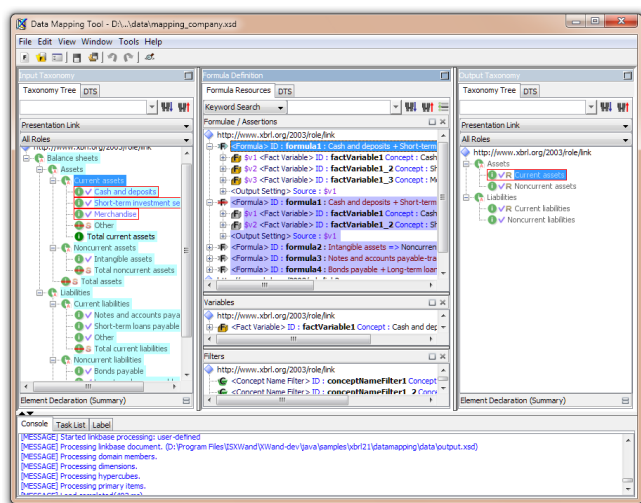 Data Mapping Tool - D:\...\data\mapping_company.xsd
File Edit View Window Tools Help
Input Taxonomy
Taxonomy Tree DTS
Presentation Link
All Roles
http://www.xbrl.org/2003/role/link
Balance sheets
Assets
Current assets
Cash and deposits
Short-term investment se
Merchandise
Other
Total current assets
Noncurrent assets
Intangible assets
Total noncurrent assets
Total assets
Liabilities
Current liabilities
Notes and accounts paya
Short-term loans payable
Other
Total current liabilities
Noncurrent liabilities
Bonds payable
Element Declaration (Summary)
Formula Definition
Formula Resources DTS
Keyword Search
Formulae / Assertions
http://www.xbrl.org/2003/role/link
<Formula> ID : formula1 : Cash and deposits + Short-term
$v1 <Fact Variable> ID : factVariable1 Concept : Cash
$v2 <Fact Variable> ID : factVariable1_2 Concept : Sh
$v3 <Fact Variable> ID : factVariable1_3 Concept : Me
<Output Setting> Source : $v1
<Formula> ID : formula1 : Cash and deposits + Short-term
$v1 <Fact Variable> ID : factVariable1 Concept : Cash
$v2 <Fact Variable> ID : factVariable1_2 Concept : Sh
<Output Setting> Source : $v1
<Formula> ID : formula2 : Intangible assets => Noncurren
<Formula> ID : formula3 : Notes and accounts payable-tra
<Formula> ID : formula4 : Bonds payable + Long-term loan
Variables
http://www.xbrl.org/2003/role/link
<Fact Variable> ID : factVariable1 Concept : Cash and dep
Filters
http://www.xbrl.org/2003/role/link
<Concept Name Filter> ID : conceptNameFilter1 Concept
<Concept Name Filter> ID : conceptNameFilter1_2 Conce
Output Taxonomy
Taxonomy Tree DTS
Presentation Link
All Roles
http://www.xbrl.org/2003/role/link
Assets
R Current assets
R Noncurrent assets
Liabilities
R Current liabilities
R Noncurrent liabilities
Element Declaration (Summary)
Console Task List Label
[MESSAGE] Started linkbase processing: user-defined
[MESSAGE] Processing linkbase document. (D:\Program Files\ISXWand\XWand-dev\java\samples\xbrl21\datamapping\data\output.xsd)
[MESSAGE] Processing domain members.
[MESSAGE] Processing dimensions.
[MESSAGE] Processing hypercubes.
[MESSAGE] Processing primary items.